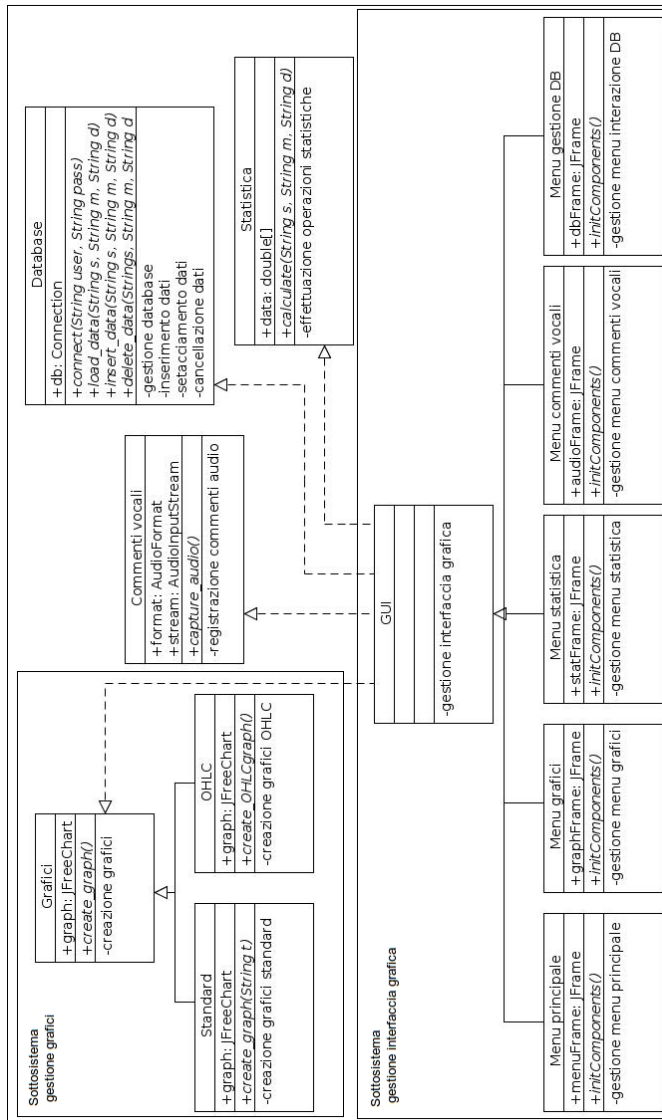 Sottosistema
gestione grafici
Grafici
+graph: JFreeChart
+create_graph()
-creazione grafici
Standard
+graph: JFreeChart
+create_graph(String t)
-creazione grafici standard
OHLC
+graph: JFreeChart
+create_OHLCgraph()
-creazione grafici OHLC
Commenti vocali
+format: AudioFormat
+stream: AudioInputStream
+capture_audio()
-registrazione commenti audio
Database
+db: Connection
+connect(String user, String pass)
+load_data(String s, String m, String d)
+insert_data(String s, String m, String d)
+delete_data(Strings, String m, String d
-gestione database
-inserimento dati
-setacciamento dati
-cancellazione dati
Statistica
+data: double[]
+calculate(String s, String m, String d)
-effettuazione operazioni statistiche
Sottosistema
gestione interfaccia grafica
GUI
-gestione interfaccia grafica
Menu principale
+menuFrame: JFrame
+initComponents()
-gestione menu principale
Menu grafici
+graphFrame: JFrame
+initComponents()
-gestione menu grafici
Menu statistica
+statFrame: JFrame
+initComponents()
-gestione menu statistica
Menu commenti vocali
+audioFrame: JFrame
+initComponents()
-gestione menu commenti vocali
Menu gestione DB
+dbFrame: JFrame
+initComponents()
-gestione menu interazione DB